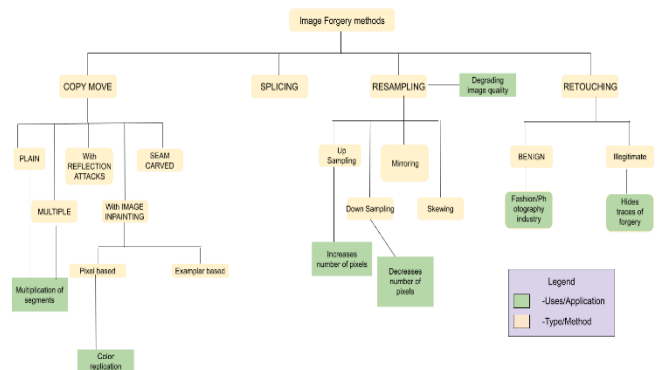 Image Forgery methods
COPY MOVE
SPLICING
RESAMPLING
Degrading
image quality
RETOUCHING
PLAIN
With
REFLECTION
ATTACKS
SEAM
CARVED
MULTIPLE
With IMAGE
INPAINTING
Up
Sampling
Mirroring
Down Sampling
Skewing
BENIGN
Illogitimate
Fashion/Ph
otography
industry
Hides
traces of
forgery
Pixel based
Examplar based
Increases
number of pixels
Decreases
number of
pixels
Multiplication of
segments
Color
replication
Legend
-Uses/Application
-Type/Method